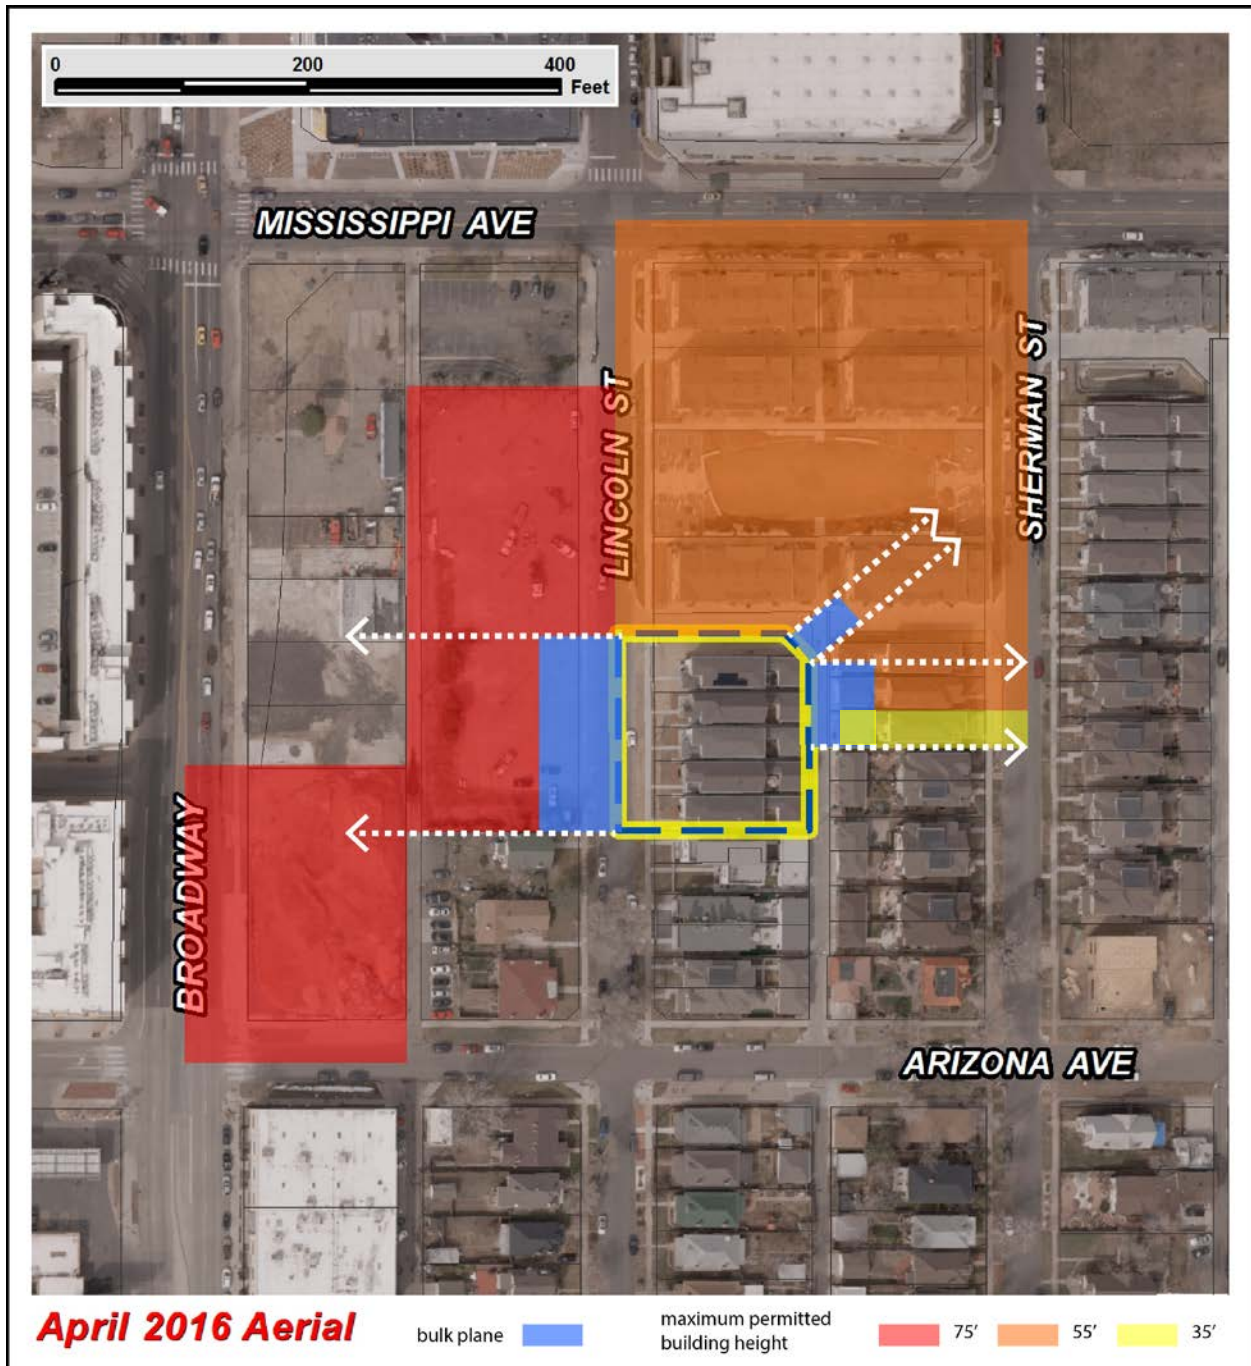 0 200 400
Feet
MISSISSIPPI AVE
LINCOLN ST
SHERMAN ST
BROADWAY
ARIZONA AVE
April 2016 Aerial
bulk plane
maximum permitted
building height
75' 55' 35'